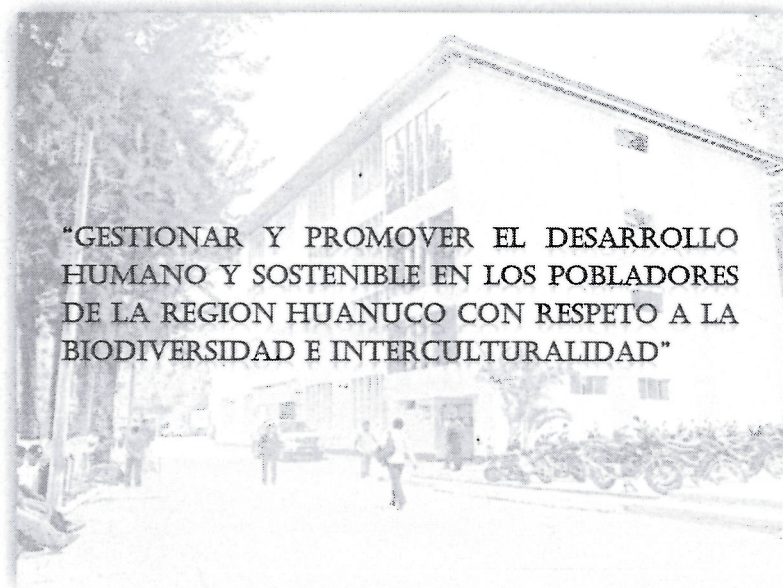 “GESTIONAR Y PROMOVER EL DESARROLLO
HUMANO Y SOSTENIBLE EN LOS POBLADORES
DE LA REGION HUANUCO CON RESPETO A LA
BIODIVERSIDAD E INTERCULTURALIDAD”